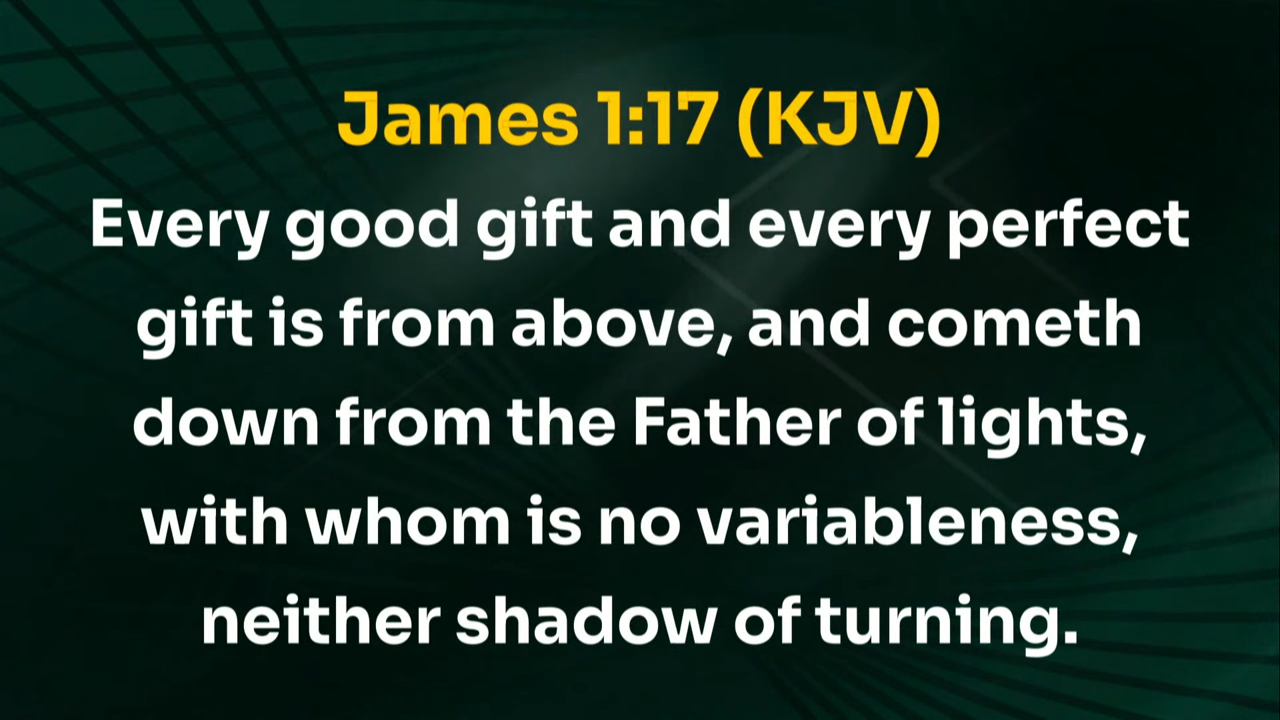 James 1:17 (KJV)
Every good gift and every perfect
gift is from above, and cometh
down from the Father of lights,
with whom is no variableness,
neither shadow of turning.